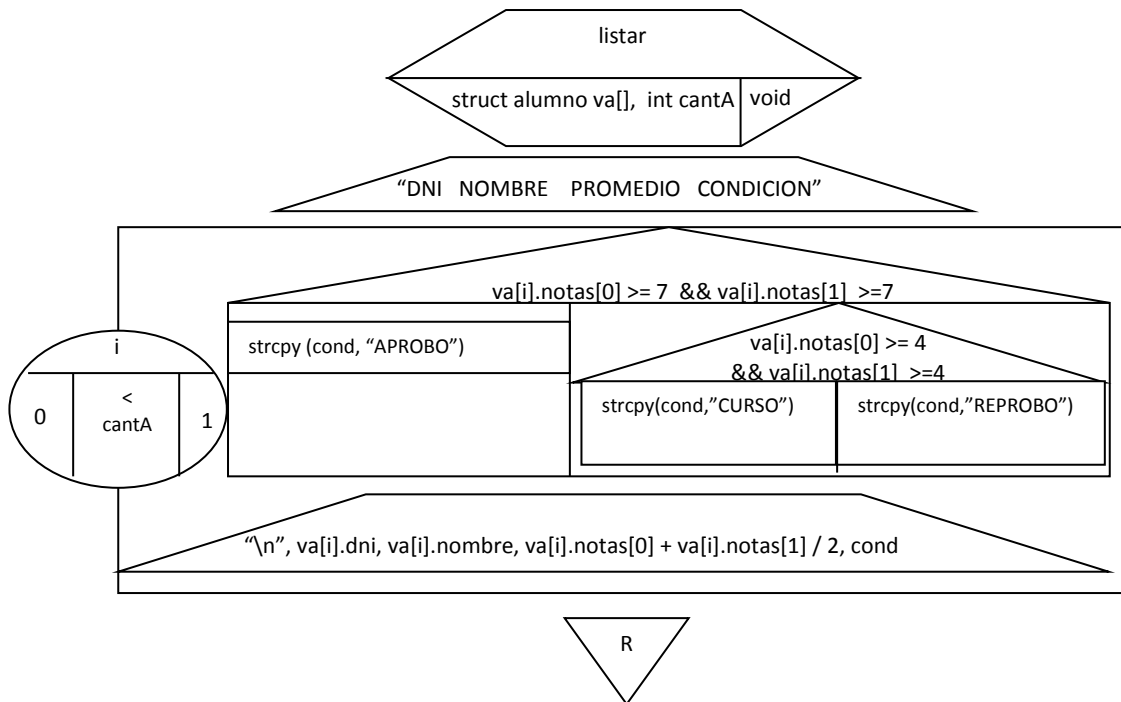 listar
struct alumno va[], int cantA void
“DNI NOMBRE PROMEDIO CONDICION”
va[i].notas[0] >= 7 && va[i].notas[1] >=7
i
0
<
cantA
1
strcpy (cond, “APROBO”)
va[i].notas[0] >= 4
&& va[i].notas[1] >=4
strcpy(cond,”CURSO”)
strcpy(cond,”REPROBO”)
“\n”, va[i].dni, va[i].nombre, va[i].notas[0] + va[i].notas[1] / 2, cond
R